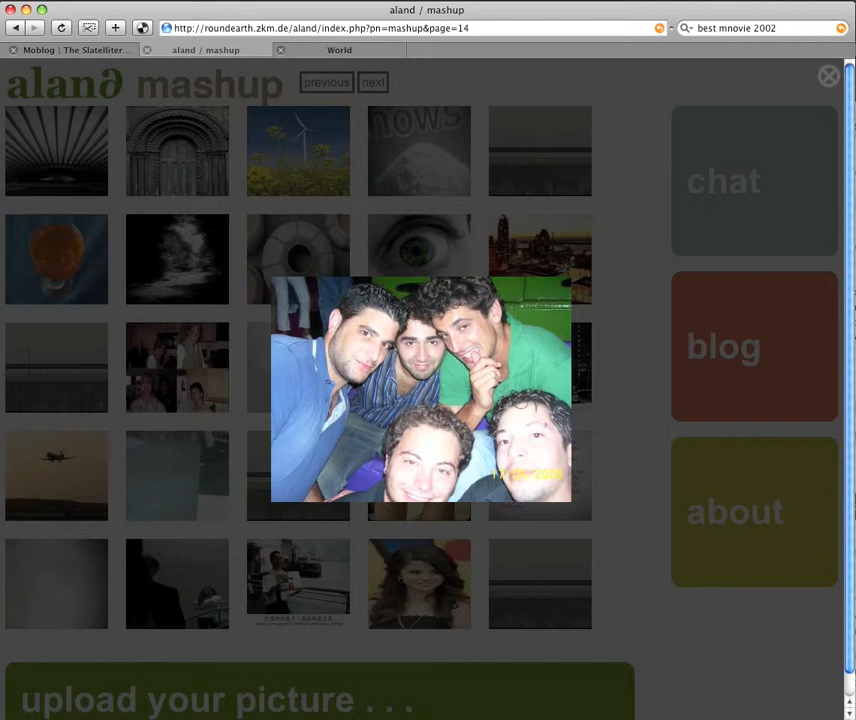 aland / mashup
http://roundearth.zkm.de/aland/index.php?pn=mashup&page=14
best mnovie 2002
Moblog | The Slatelliter...
aland / mashup
World
alan∂ mashup
previous
next
nows
chat
blog
about
upload your picture . . .